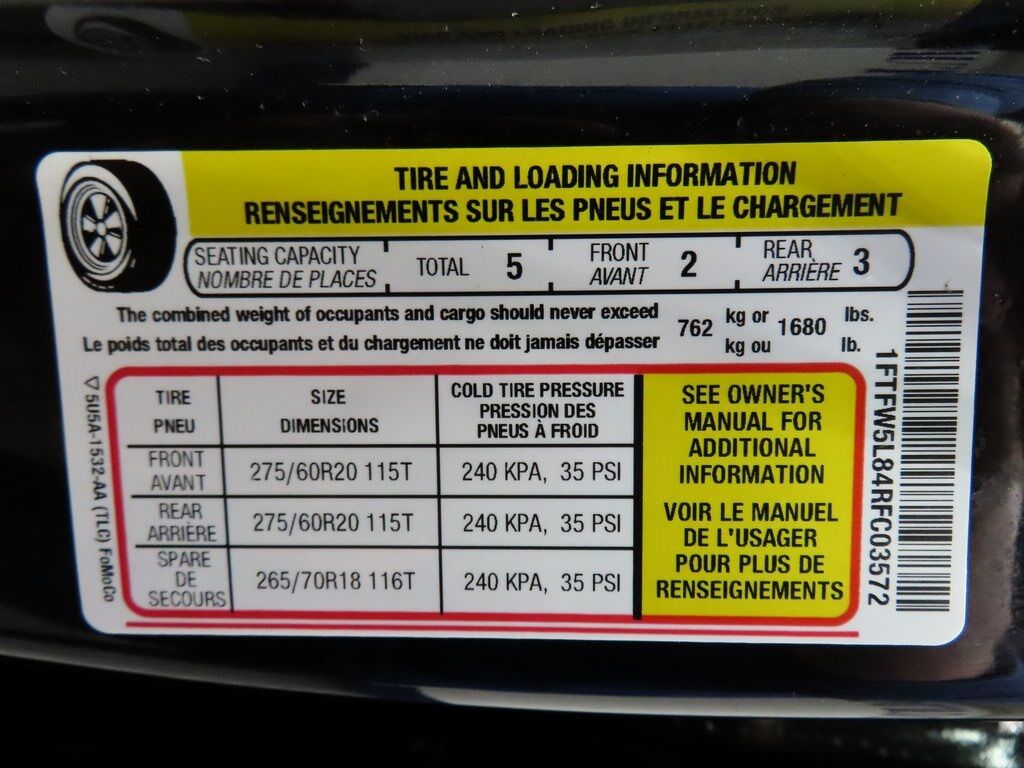 TIRE AND LOADING INFORMATION
RENSEIGNEMENTS SUR LES PNEUS ET LE CHARGEMENT
SEATING CAPACITY
NOMBRE DE PLACES
TOTAL 5
FRONT
AVANT
2
REAR
ARRIÈRE
3
The combined weight of occupants and cargo should never exceed
Le poids total des occupants et du chargement ne doit jamais dépasser
762
kg or
kg ou
1680
lbs.
lb.
TIRE
PNEU
SIZE
DIMENSIONS
COLD TIRE PRESSURE
PRESSION DES
PNEUS À FROID
FRONT
AVANT
275/60R20 115T
240 KPA, 35 PSI
REAR
ARRIÈRE
275/60R20 115T
240 KPA, 35 PSI
SPARE
DE
SECOURS
265/70R18 116T
240 KPA, 35 PSI
SEE OWNER'S
MANUAL FOR
ADDITIONAL
INFORMATION
VOIR LE MANUEL
DE L'USAGER
POUR PLUS DE
RENSEIGNEMENTS
▽5U5A-1532-AA (TLC) FoMoCo
1FTFW5L84RFC03572